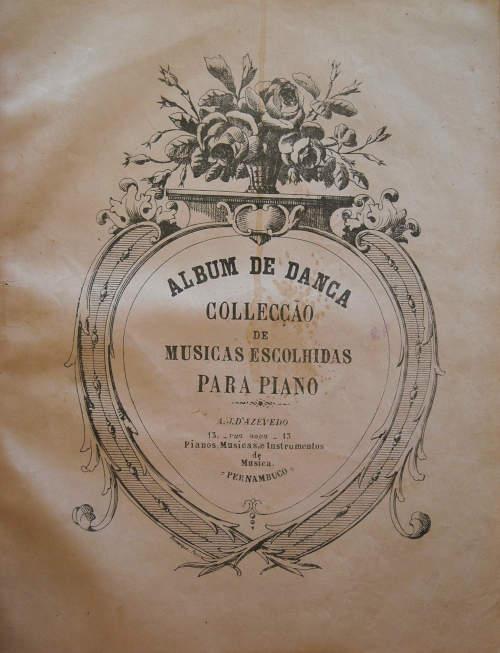 ALBUM DE DANCA
COLLECÇÃO
DE
MUSICAS ESCOLHIDAS
PARA PIANO
A.J.D'AZEVEDO
13. _ RUA NOVA _ 13
Pianos, Musicas, e Instrumentos
de
Musica.
PERNAMBUCO